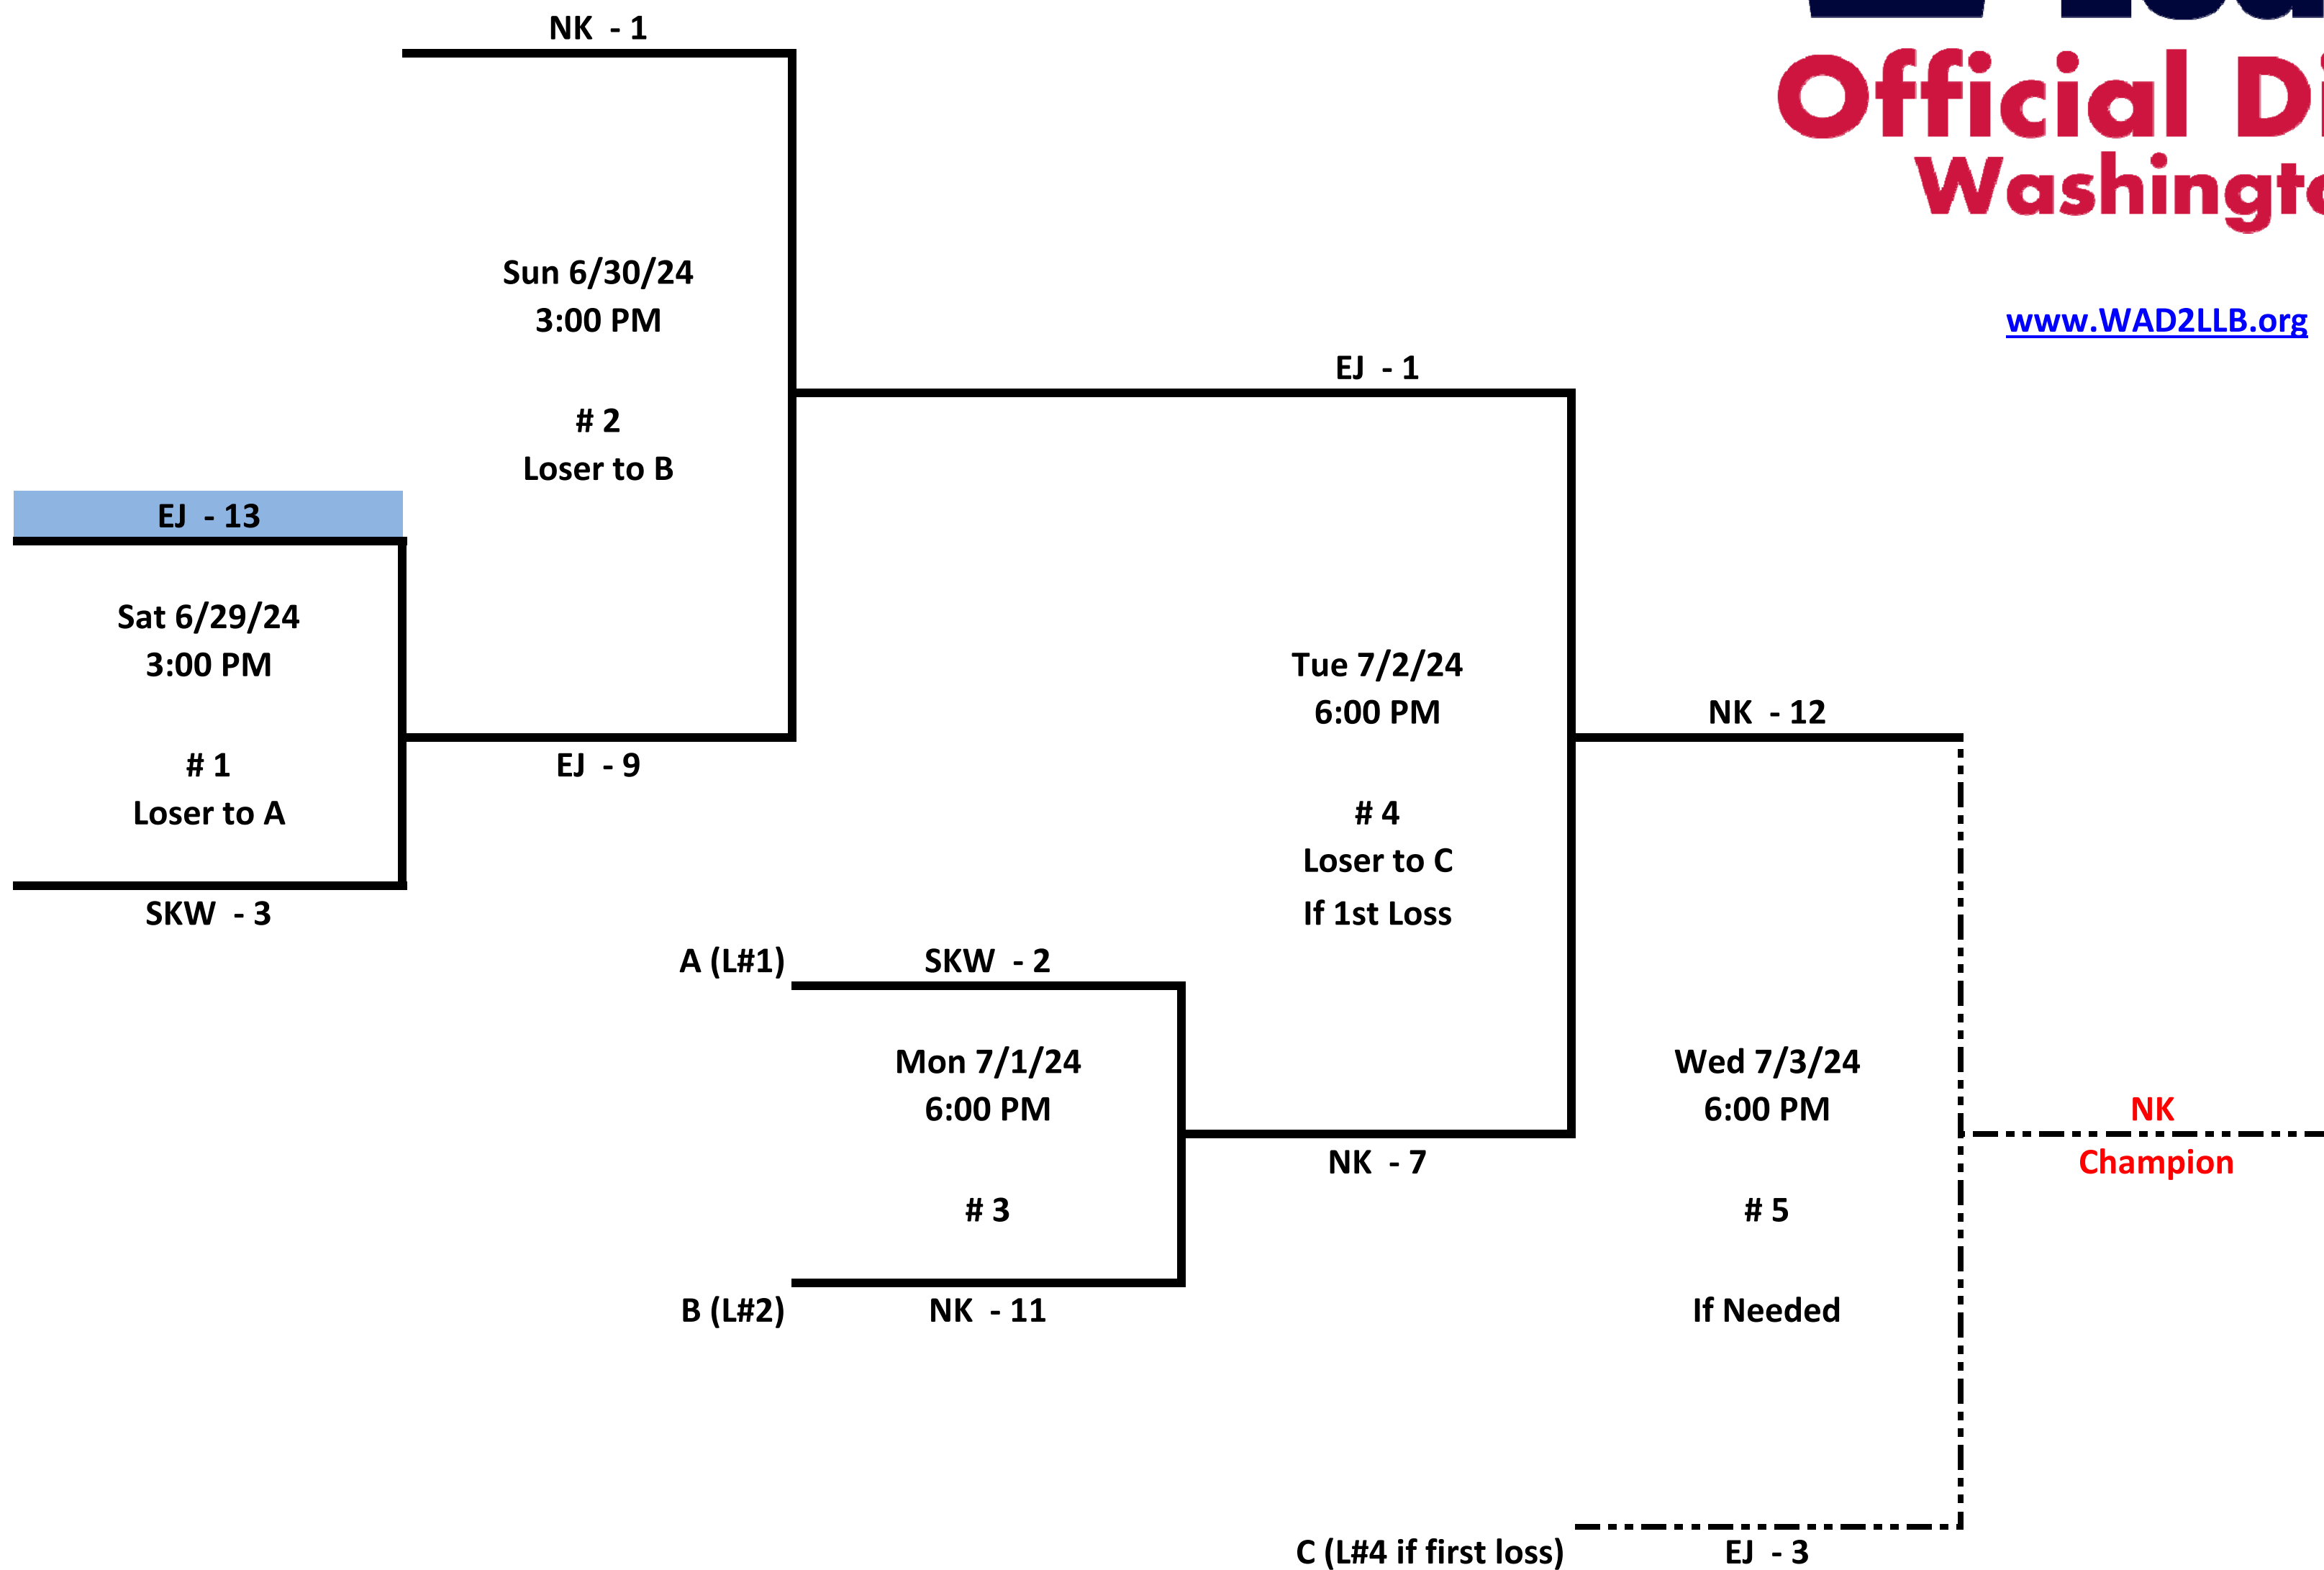 NK - 1
Official
Sun 6/30/24
3:00 PM
www.WAD2LLB.org
EJ - 1
# 2
Loser to B
EJ - 13
Sat 6/29/24
3:00 PM
# 1
Loser to A
SKW - 3
EJ - 9
Tue 7/2/24
6:00 PM
# 4
Loser to C
If 1st Loss
NK - 12
A (L#1)
SKW - 2
Mon 7/1/24
6:00 PM
# 3
B (L#2)
NK - 11
NK - 7
Wed 7/3/24
6:00 PM
# 5
If Needed
NK
Champion
C (L#4 if first loss)
EJ - 3